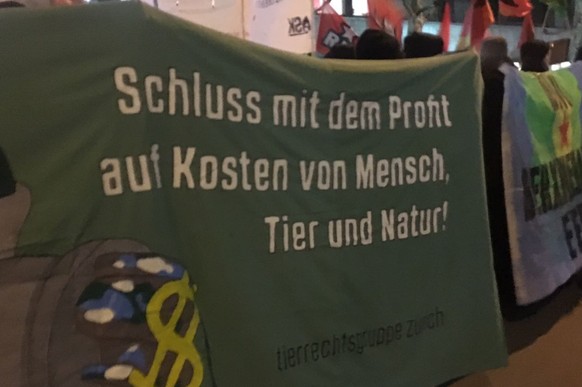 Schluss mit dem Profit
auf Kosten von Mensch,
Tier und Natur!
tierrechtsgruppe Zürich
$